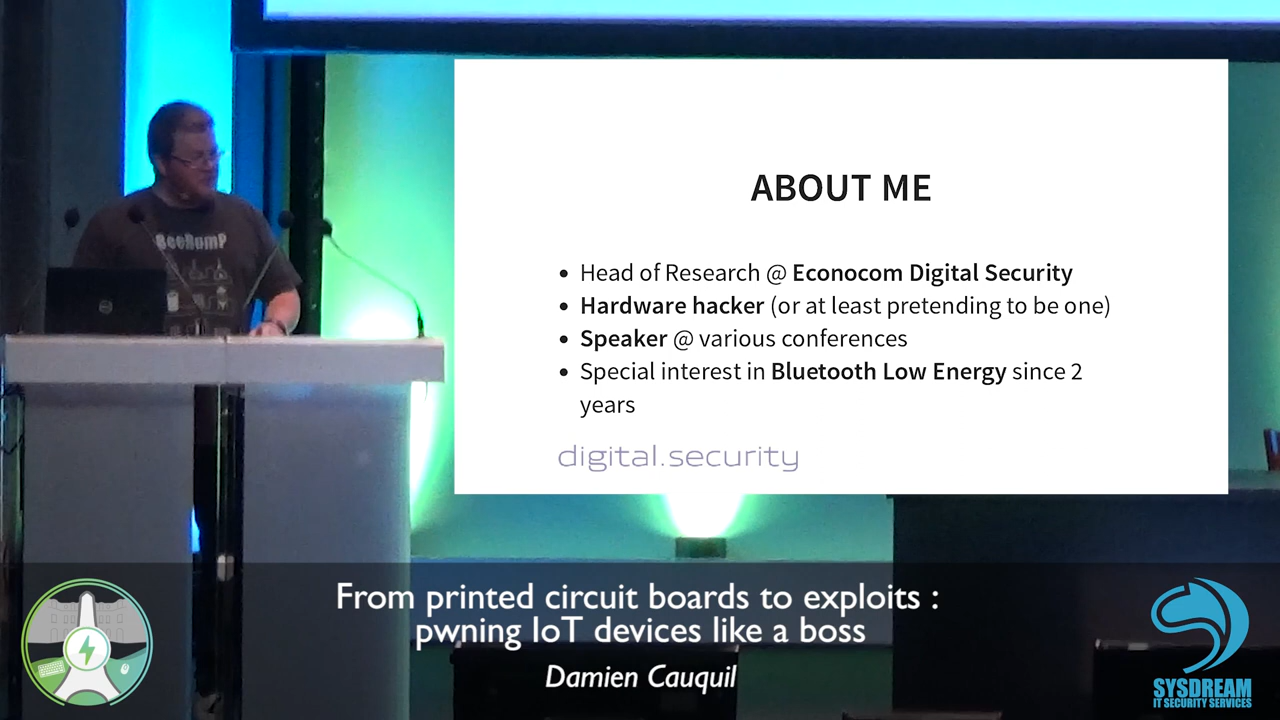 BeeRumP
ABOUT ME
Head of Research @ Econocom Digital Security
Hardware hacker (or at least pretending to be one)
Speaker @ various conferences
Special interest in Bluetooth Low Energy since 2
years
digital.security
From printed circuit boards to exploits :
pwning IoT devices like a boss
Damien Cauquil
SYSDREAM
IT SECURITY SERVICES